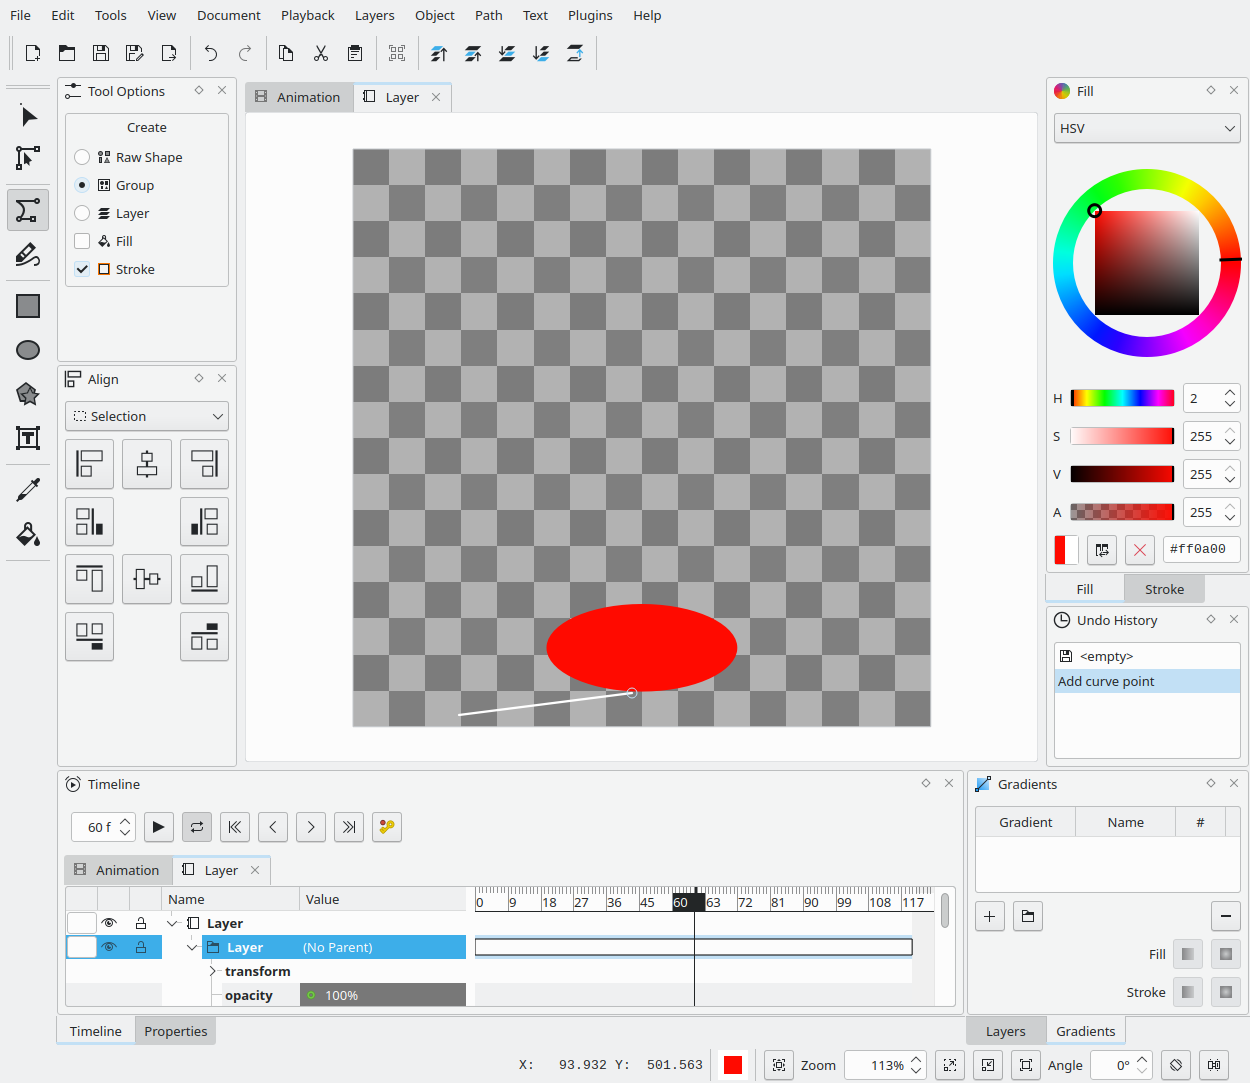 File Edit Tools View Document Playback Layers Object Path Text Plugins Help
Tool Options
Create
Raw Shape
Group
Layer
Fill
Stroke
Align
Selection
Animation
Layer
Fill
HSV
H 2
S 255
V 255
A 255
#ff0a00
Fill Stroke
Undo History
<empty>
Add curve point
Timeline
60 f
Animation Layer
Name Value
0 9 18 27 36 45 60 63 72 81 90 99 108 117
Layer
Layer (No Parent)
transform
opacity 100%
Timeline Properties
Gradients
Gradient Name #
Fill
Stroke
Layers Gradients
X: 93.932 Y: 501.563
Zoom 113% Angle 0°